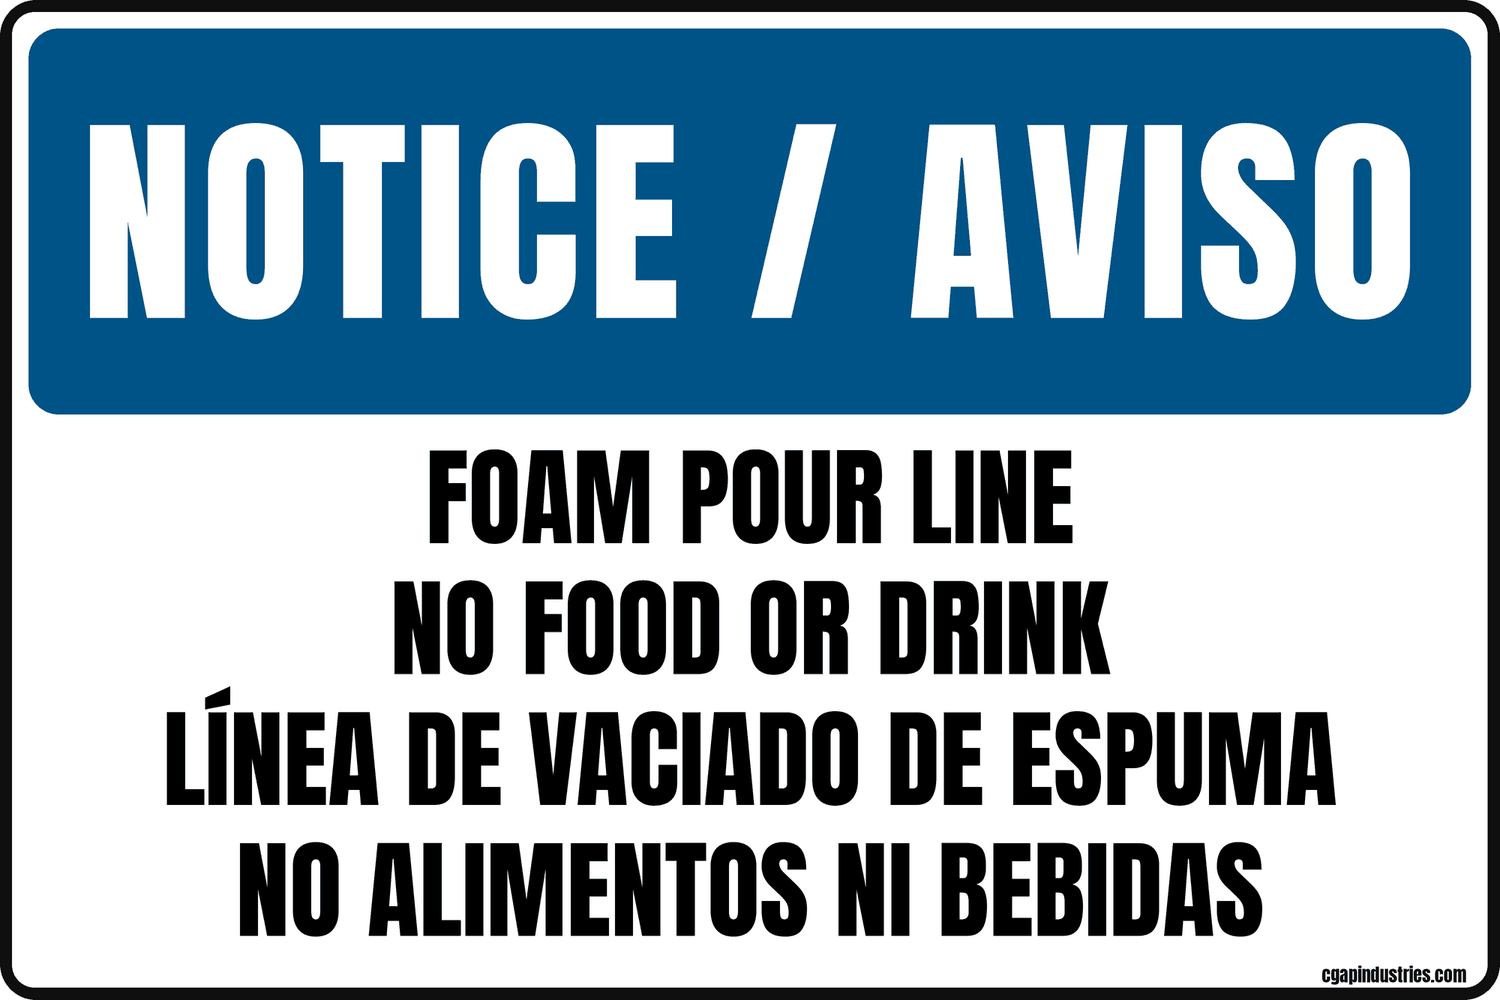 NOTICE / AVISO
FOAM POUR LINE
NO FOOD OR DRINK
LÍNEA DE VACIADO DE ESPUMA
NO ALIMENTOS NI BEBIDAS
cgapindustries.com